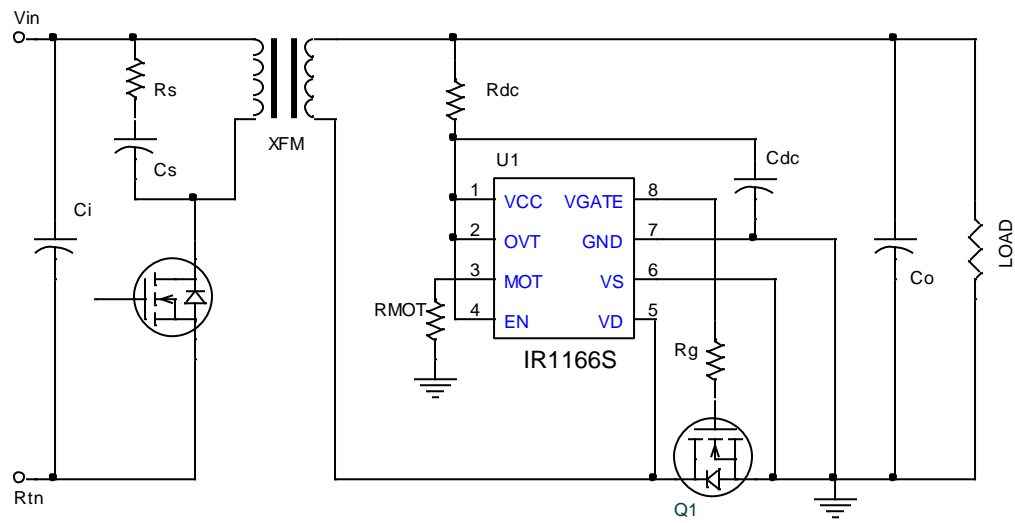 Vin
Rs
Cs
XFM
Rdc
Cdc
Ci
U1
1 VCC VGATE 8
2 OVT GND 7
3 MOT VS 6
4 EN VD 5
IR1166S
RMOT
Rg
Co
LOAD
Rtn
Q1